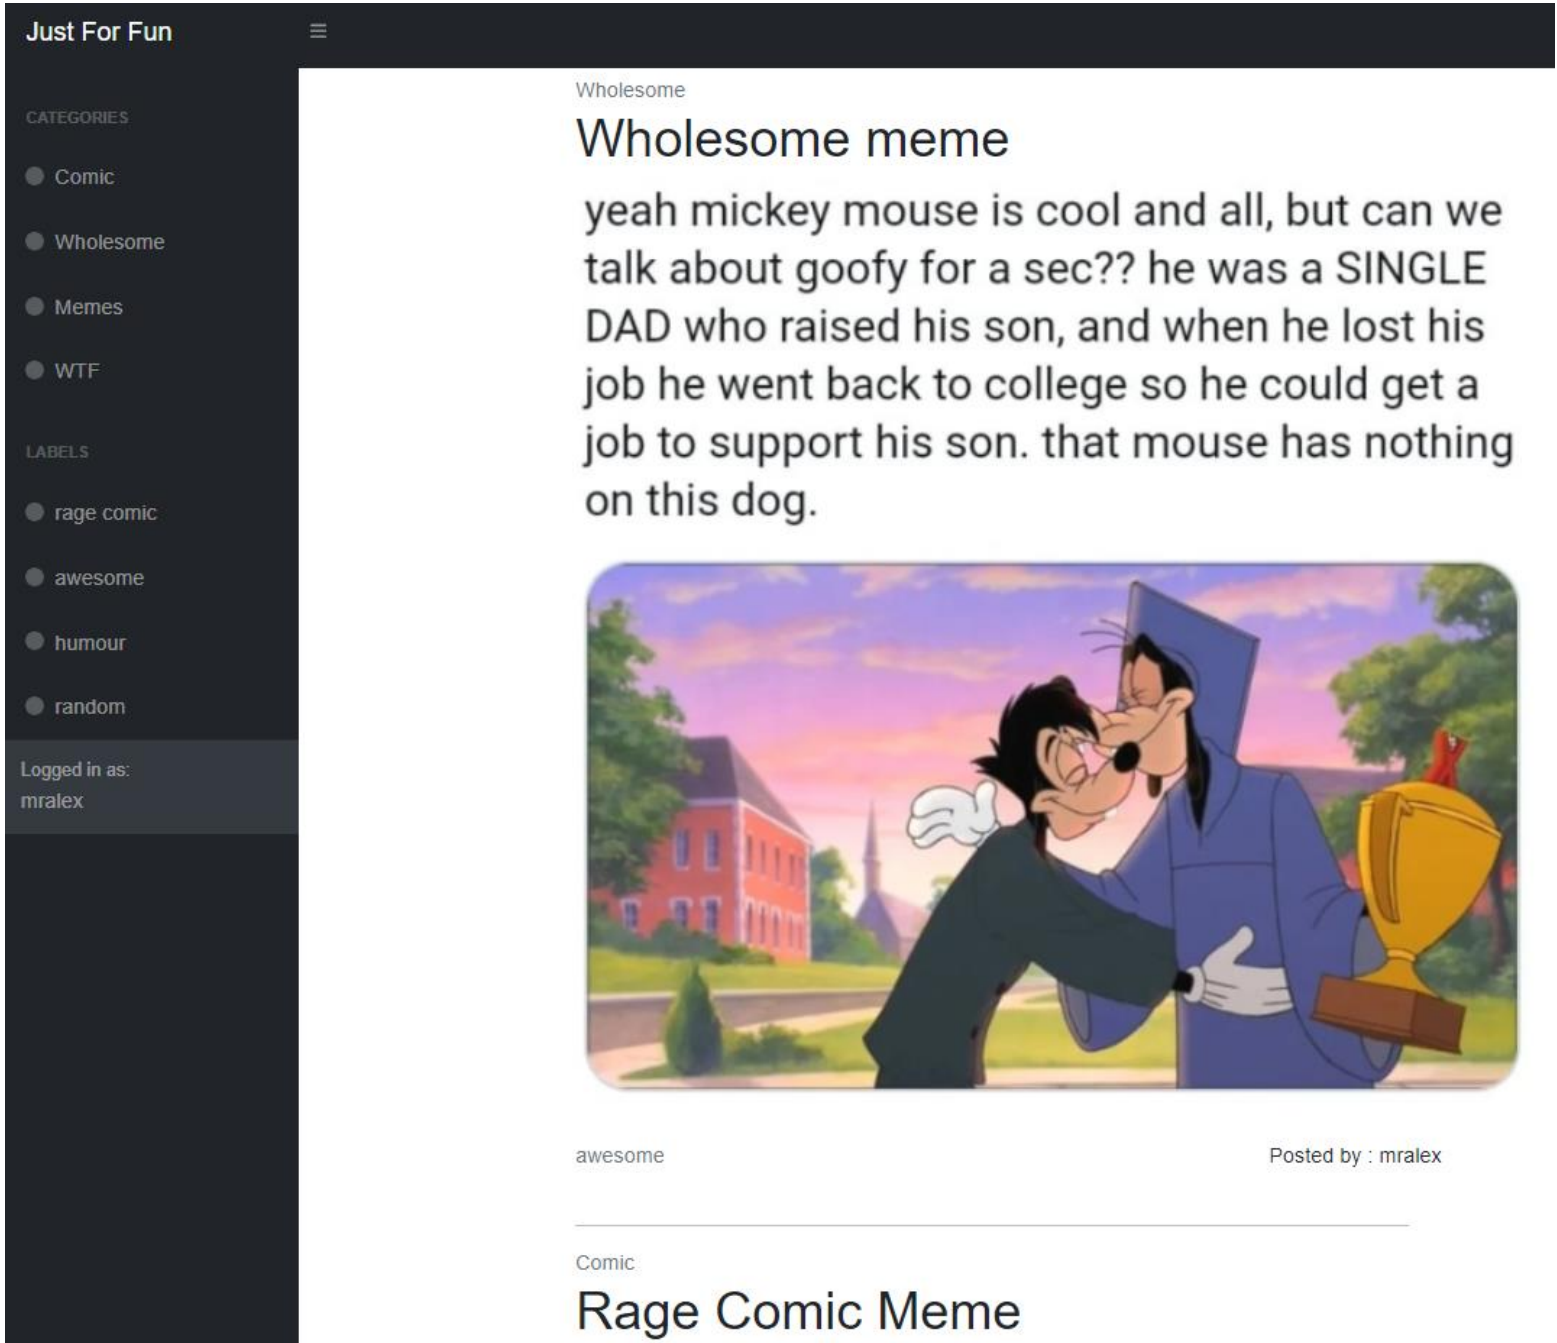 Just For Fun
CATEGORIES
Comic
Wholesome
Memes
WTF
LABELS
rage comic
awesome
humour
random
Logged in as:
mralex
Wholesome
Wholesome meme
yeah mickey mouse is cool and all, but can we
talk about goofy for a sec?? he was a SINGLE
DAD who raised his son, and when he lost his
job he went back to college so he could get a
job to support his son. that mouse has nothing
on this dog.
awesome
Posted by : mralex
Comic
Rage Comic Meme